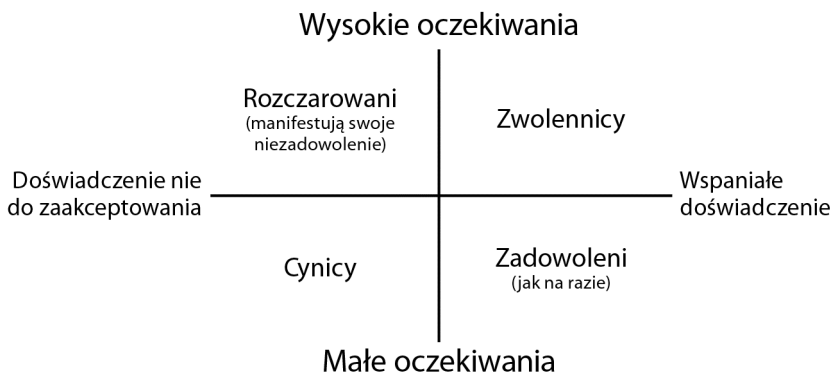 Wysokie oczekiwania
Rozczarowani
(manifestują swoje
niezadowolenie)
Zwolennicy
Doświadczenie nie
do zaakceptowania
Wspaniałe
doświadczenie
Cynicy
Zadowoleni
(jak na razie)
Małe oczekiwania